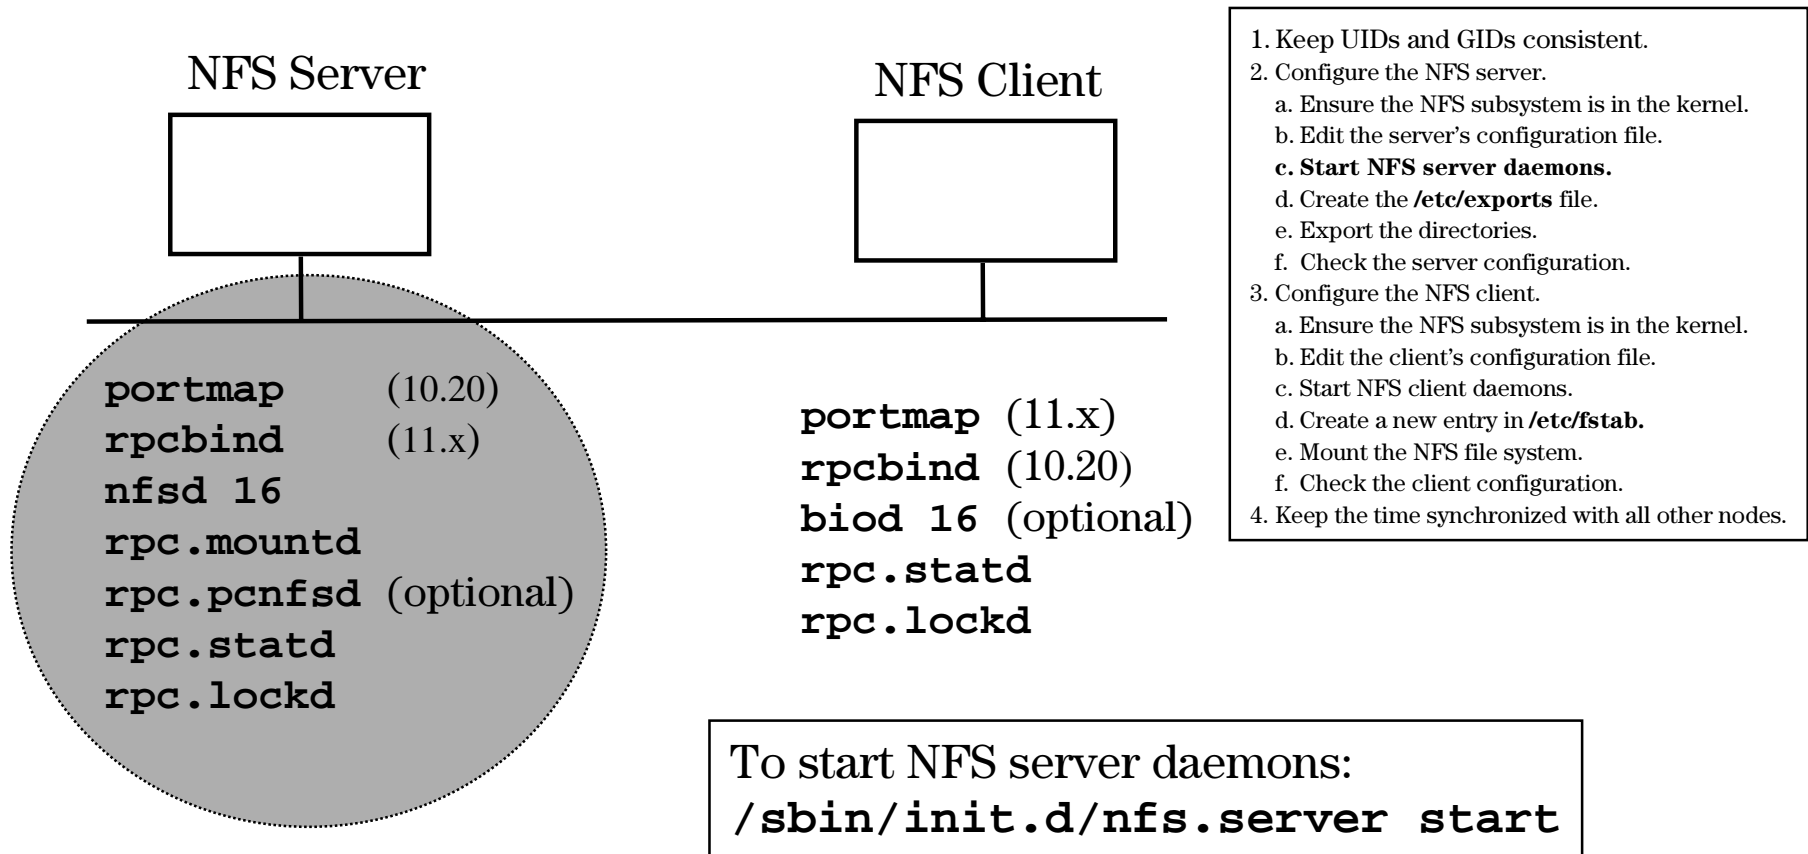 NFS Server
NFS Client
portmap (10.20)
rpcbind (11.x)
nfsd 16
rpc.mountd
rpc.pcnfsd (optional)
rpc.statd
rpc.lockd
portmap (11.x)
rpcbind (10.20)
biod 16 (optional)
rpc.statd
rpc.lockd
1. Keep UIDs and GIDs consistent.
2. Configure the NFS server.
a. Ensure the NFS subsystem is in the kernel.
b. Edit the server's configuration file.
c. Start NFS server daemons.
d. Create the /etc/exports file.
e. Export the directories.
f. Check the server configuration.
3. Configure the NFS client.
a. Ensure the NFS subsystem is in the kernel.
b. Edit the client's configuration file.
c. Start NFS client daemons.
d. Create a new entry in /etc/fstab.
e. Mount the NFS file system.
f. Check the client configuration.
4. Keep the time synchronized with all other nodes.
To start NFS server daemons:
/sbin/init.d/nfs.server start